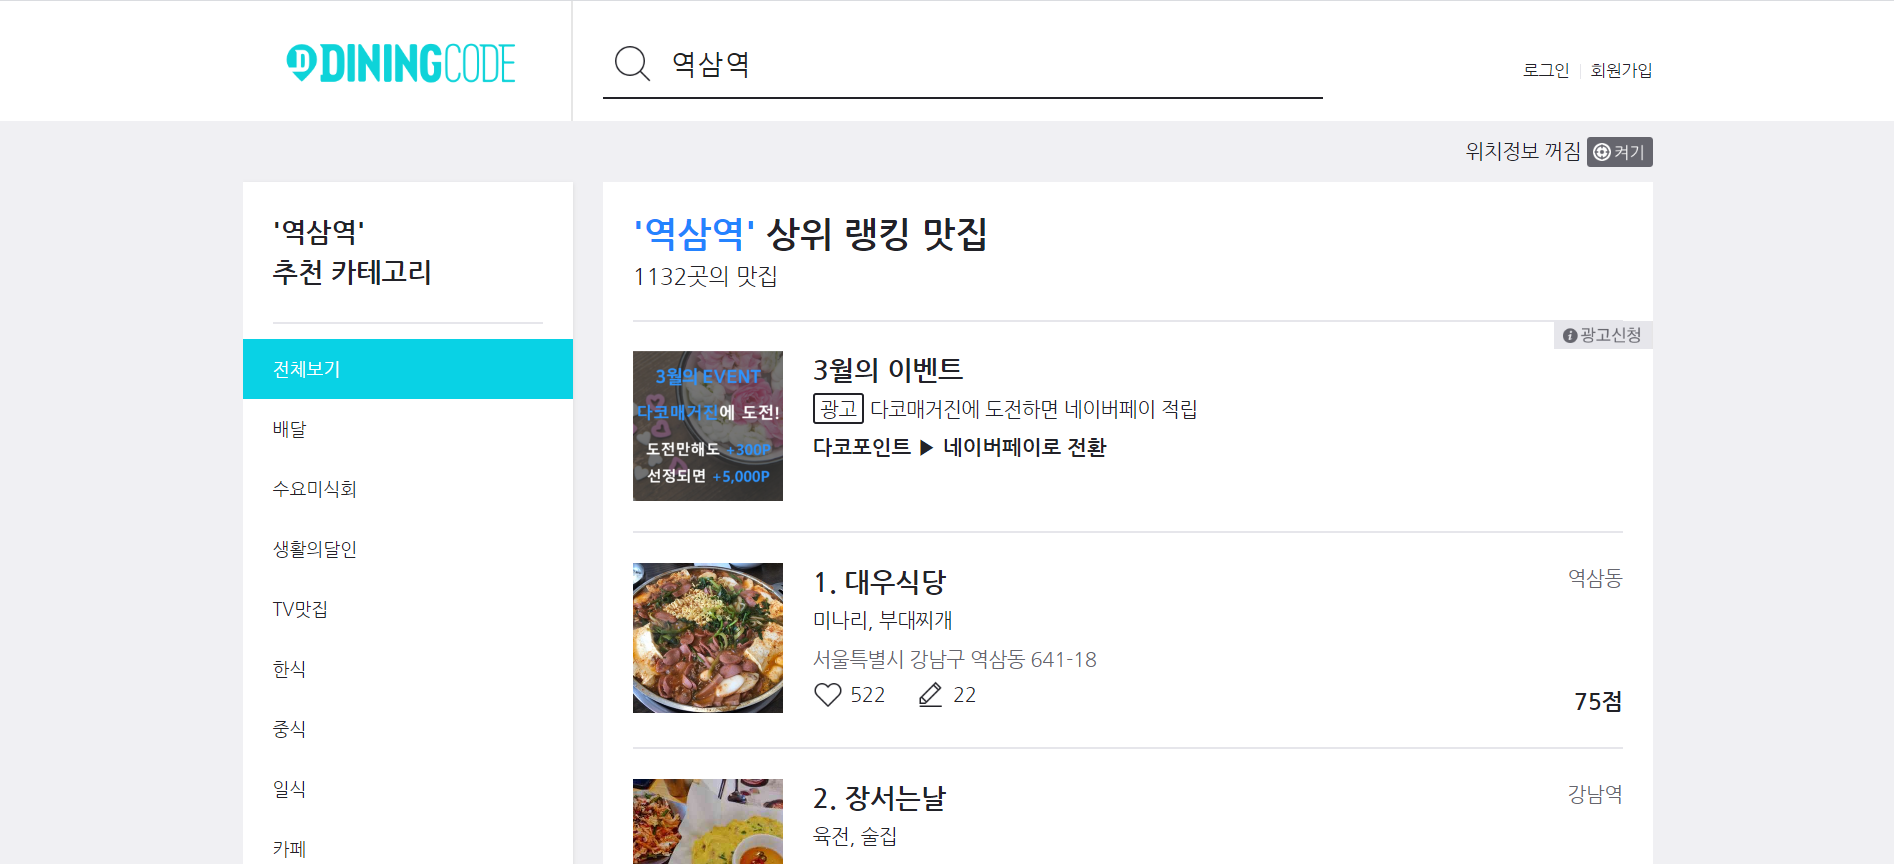 DININGCODE
역삼역
로그인 회원가입
위치정보 꺼짐 켜기
'역삼역'
추천 카테고리
전체보기
배달
수요미식회
생활의달인
TV맛집
한식
중식
일식
카페
'역삼역' 상위 랭킹 맛집
1132곳의 맛집
광고신청
3월의 EVENT
다코매거진에 도전!
도전만해도 +300P
선정되면 +5,000P
3월의 이벤트
광고 다코매거진에 도전하면 네이버페이 적립
다코포인트 ▶ 네이버페이로 전환
1. 대우식당
역삼동
미나리, 부대찌개
서울특별시 강남구 역삼동 641-18
522 22
75점
2. 장서는날
강남역
육전, 술집